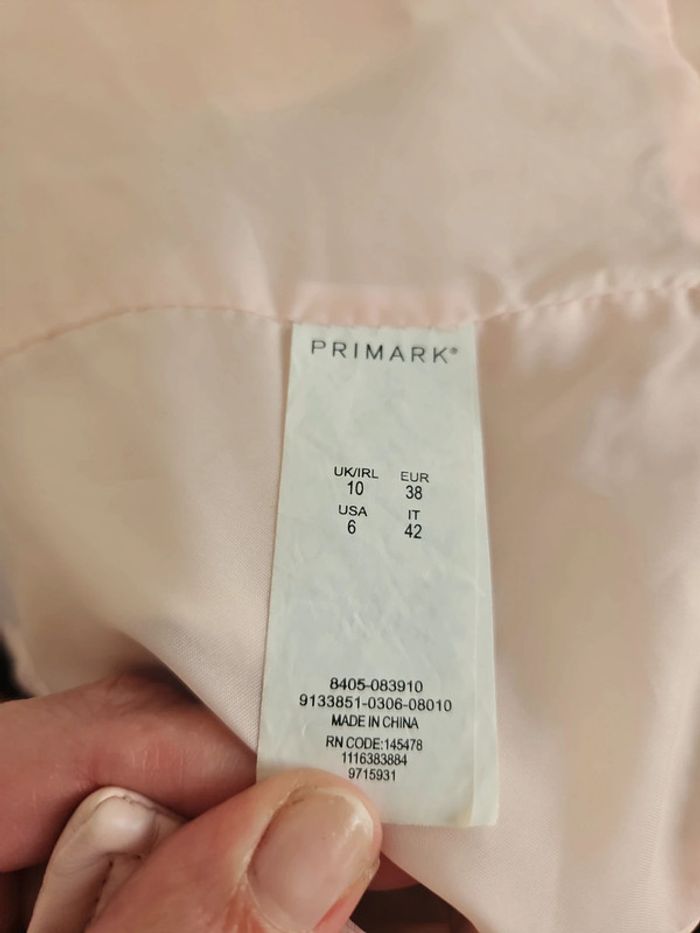 PRIMARK®
UK/IRL EUR
10 38
USA IT
6 42
8405-083910
9133851-0306-08010
MADE IN CHINA
RN CODE:145478
1116383884
9715931